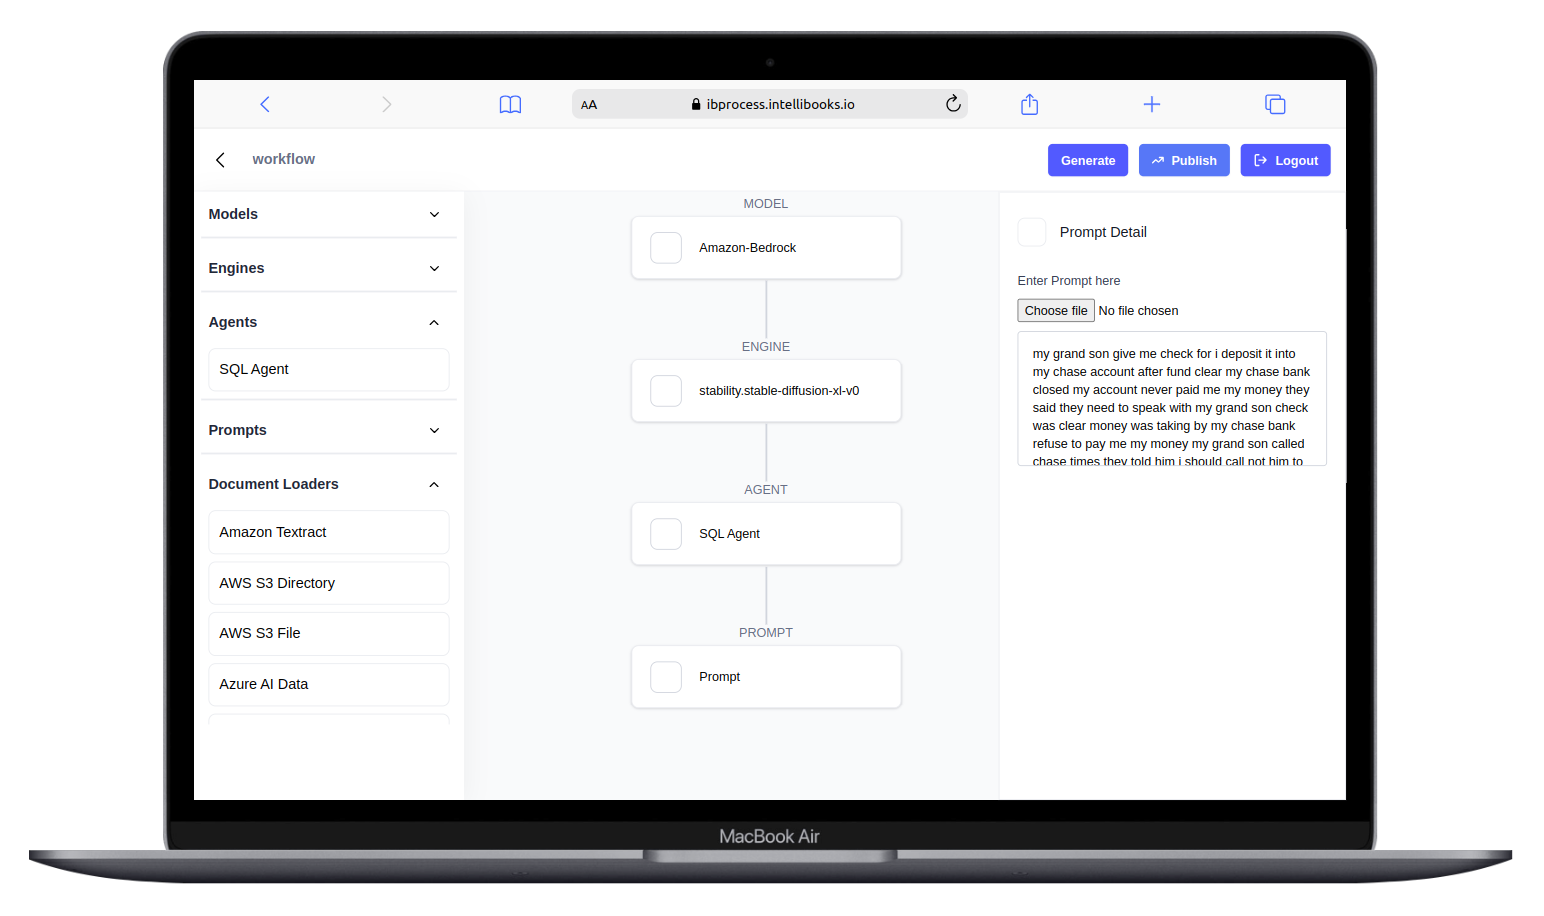 AA
ibprocess.intellibooks.io
workflow
Generate
Publish
Logout
Models
Engines
Agents
SQL Agent
Prompts
Document Loaders
Amazon Textract
AWS S3 Directory
AWS S3 File
Azure AI Data
MODEL
Amazon-Bedrock
ENGINE
stability.stable-diffusion-xl-v0
AGENT
SQL Agent
PROMPT
Prompt
Prompt Detail
Enter Prompt here
Choose file No file chosen
my grand son give me check for i deposit it into
my chase account after fund clear my chase bank
closed my account never paid me my money they
said they need to speak with my grand son check
was clear money was taking by my chase bank
refuse to pay me my money my grand son called
chase times they told him i should call not him to
MacBook Air